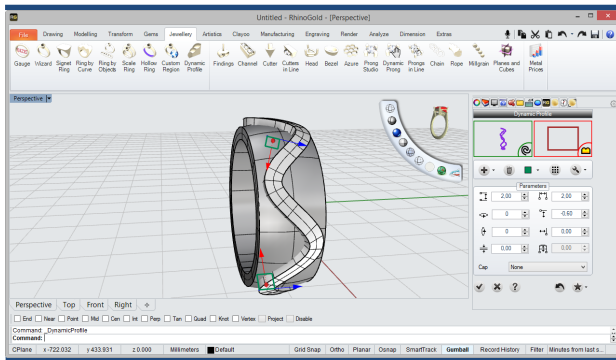 Untitled - RhinoGold - [Perspective]
File Drawing Modelling Transform Gems Jewellery Artistics Clayoo Manufacturing Engraving Render Analyze Dimension Extras
Gauge Wizard Signet Ring Ring by Curve Ring by Objects Scale Ring Hollow Ring Custom Region Dynamic Profile Findings Channel Cutter Cutters in Line Heads Bezel Azure Prong Studio Dynamic Prong Prongs in Line Chain Rope Millgrain Planes and Cubes Metal Prices
Perspective
Dynamic Profile
Parameters
2,00 2,00
0 -0,60
0 0,00
0,00 0,00
Cap None
Perspective Top Front Right
End Near Point Mid Cen Int Perp Tan Quad Knot Vertex Project Disable
Command: _DynamicProfile
Command:
CPlane x -722.032 y 433.931 z 0.000 Millimeters Default Grid Snap Ortho Planar Osnap SmartTrack Gumball Record History Filter Minutes from last s...